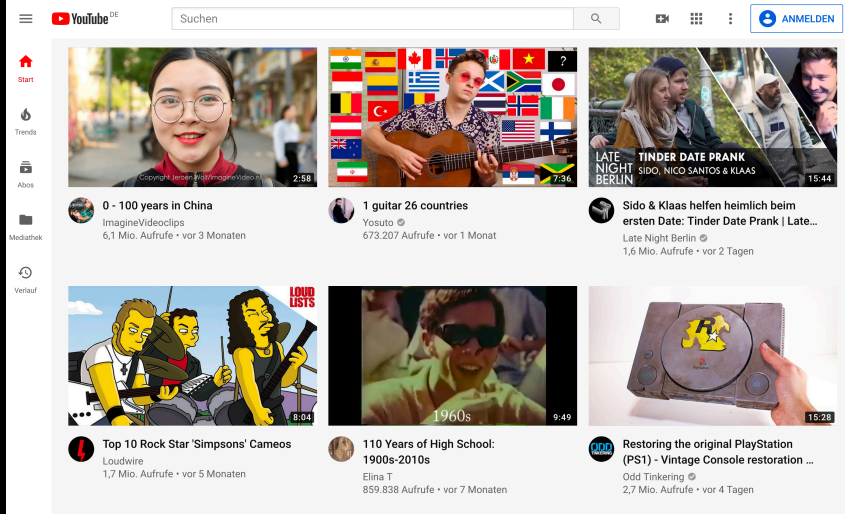 YouTube DE
Suchen
ANMELDEN
Start
Trends
Abos
Mediathek
Verlauf
Copyright Jeroen Wolf/ImagineVideo.nl
2:58
?
7:36
LATE
NIGHT
BERLIN
TINDER DATE PRANK
SIDO, NICO SANTOS & KLAAS
15:44
0 - 100 years in China
ImagineVideoclips
6,1 Mio. Aufrufe • vor 3 Monaten
1 guitar 26 countries
Yosuto
673.207 Aufrufe • vor 1 Monat
Sido & Klaas helfen heimlich beim
ersten Date: Tinder Date Prank | Late...
Late Night Berlin
1,6 Mio. Aufrufe • vor 2 Tagen
LOUD
LISTS
8:04
1960s
9:49
R
15:28
Top 10 Rock Star 'Simpsons' Cameos
Loudwire
1,7 Mio. Aufrufe • vor 5 Monaten
110 Years of High School:
1900s-2010s
Elina T
859.838 Aufrufe • vor 7 Monaten
ODD
TINKERING
Restoring the original PlayStation
(PS1) - Vintage Console restoration ...
Odd Tinkering
2,7 Mio. Aufrufe • vor 4 Tagen